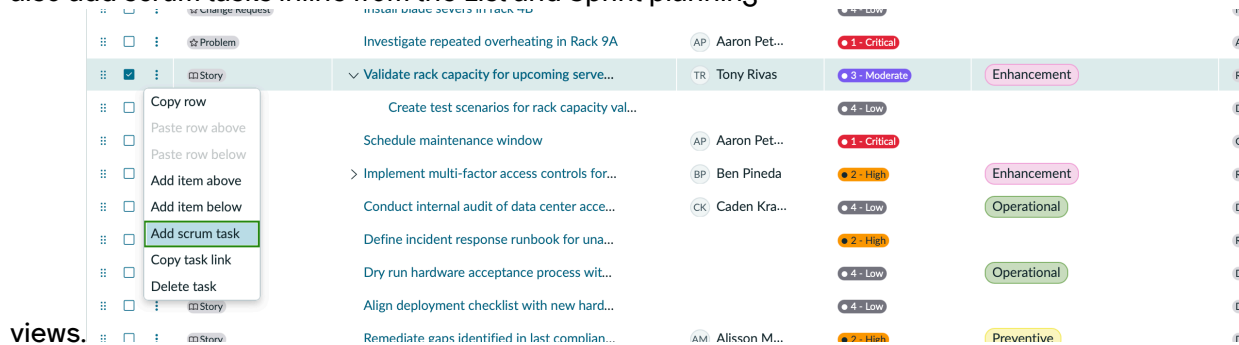 also add scrum tasks inline from the List and Sprint planning
Change Request Install blade severs in rack 4B 4 - Low
Problem Investigate repeated overheating in Rack 9A AP Aaron Pet... 1 - Critical
Story Validate rack capacity for upcoming serve... TR Tony Rivas 3 - Moderate Enhancement
Copy row
Create test scenarios for rack capacity val... 4 - Low
Paste row above
Schedule maintenance window AP Aaron Pet... 1 - Critical
Paste row below
Implement multi-factor access controls for... BP Ben Pineda 2 - High Enhancement
Add item above
Add item below Conduct internal audit of data center acce... CK Caden Kra... 4 - Low Operational
Add scrum task Define incident response runbook for una... 2 - High
Copy task link
Dry run hardware acceptance process wit... 4 - Low Operational
Delete task
Story Align deployment checklist with new hard... 4 - Low
views. Story Remediate gaps identified in last complian... AM Alisson M... 2 - High Preventive